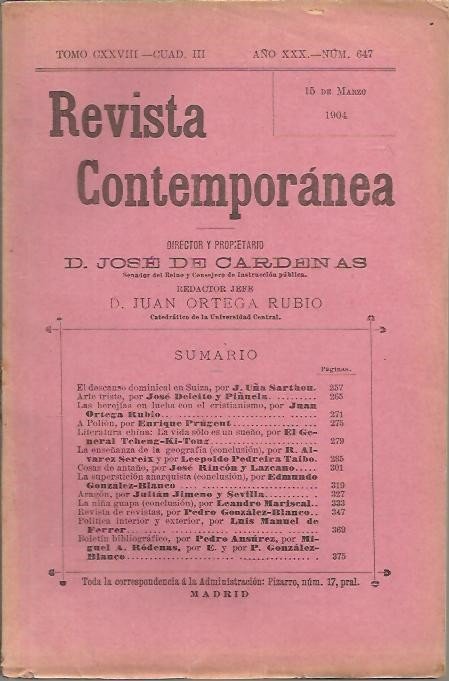 TOMO CXXVIII—CUAD. III AÑO XXX.—NÚM. 647
15 DE MARZO
1904
Revista
Contemporánea
DIRECTOR Y PROPIETARIO
D. JOSÉ DE CARDENAS
Senador del Reino y Consejero de Instrucción pública.
REDACTOR JEFE
D. JUAN ORTEGA RUBIO
Catedrático de la Universidad Central.
SUMARIO
Páginas.
El descanso dominical en Suiza, por J. Uña Sarthou. 257
Arte triste, por José Deleito y Piñuela.......... 265
Las herejías en lucha con el cristianismo, por Juan
Ortega Rubio.................................. 271
A Polión, por Enrique Prúgent.................. 275
Literatura china: La vida sólo es un sueño, por El Ge-
neral Tcheng-Ki-Tong.......................... 279
La enseñanza de la geografía (conclusión), por R. Al-
varez Sereix y por Leopoldo Pedreira Taibo. 285
Cosas de antaño, por José Rincón y Lazcano..... 301
La superstición anarquista (conclusión), por Edmundo
González-Blanco............................... 319
Aragón, por Julián Jimeno y Sevilla............ 327
La niña guapa (conclusión), por Leandro Mariscal.. 333
Revista de revistas, por Pedro González-Blanco. 347
Política interior y exterior, por Luis Manuel de
Ferrer........................................ 369
Boletín bibliográfico, por Pedro Ansúrez, por Mi-
guel A. Ródenas, por E. y por P. González-
Blanco........................................ 375
Toda la correspondencia á la Administración: Pizarro, núm. 17, pral.
MADRID